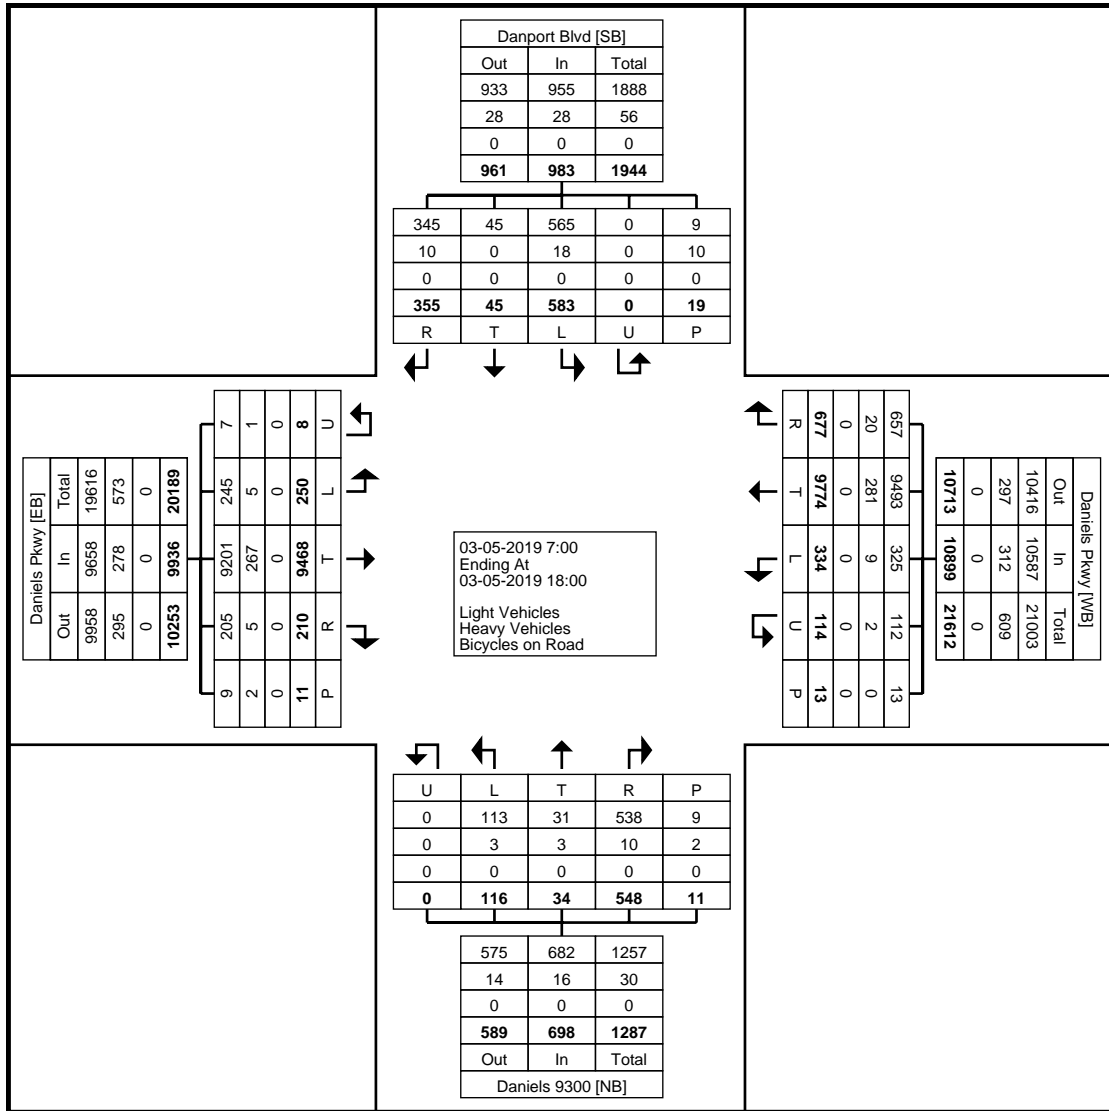 Danport Blvd [SB]
Out In Total
933 955 1888
28 28 56
0 0 0
961 983 1944
345 45 565 0 9
10 0 18 0 10
0 0 0 0 0
355 45 583 0 19
R T L U P
Daniels Pkwy [EB]
Total In Out
19616 9658 9958
573 278 295
0 0 0
20189 9936 10253
7 245 9201 205 9
1 5 267 5 2
0 0 0 0 0
8 250 9468 210 11
U L T R P
03-05-2019 7:00
Ending At
03-05-2019 18:00
Light Vehicles
Heavy Vehicles
Bicycles on Road
Daniels Pkwy [WB]
Out In Total
10416 10587 21003
297 312 609
0 0 0
10713 10899 21612
657 9493 325 112 13
20 281 9 2 0
0 0 0 0 0
677 9774 334 114 13
R T L U P
U L T R P
0 113 31 538 9
0 3 3 10 2
0 0 0 0 0
0 116 34 548 11
575 682 1257
14 16 30
0 0 0
589 698 1287
Out In Total
Daniels 9300 [NB]